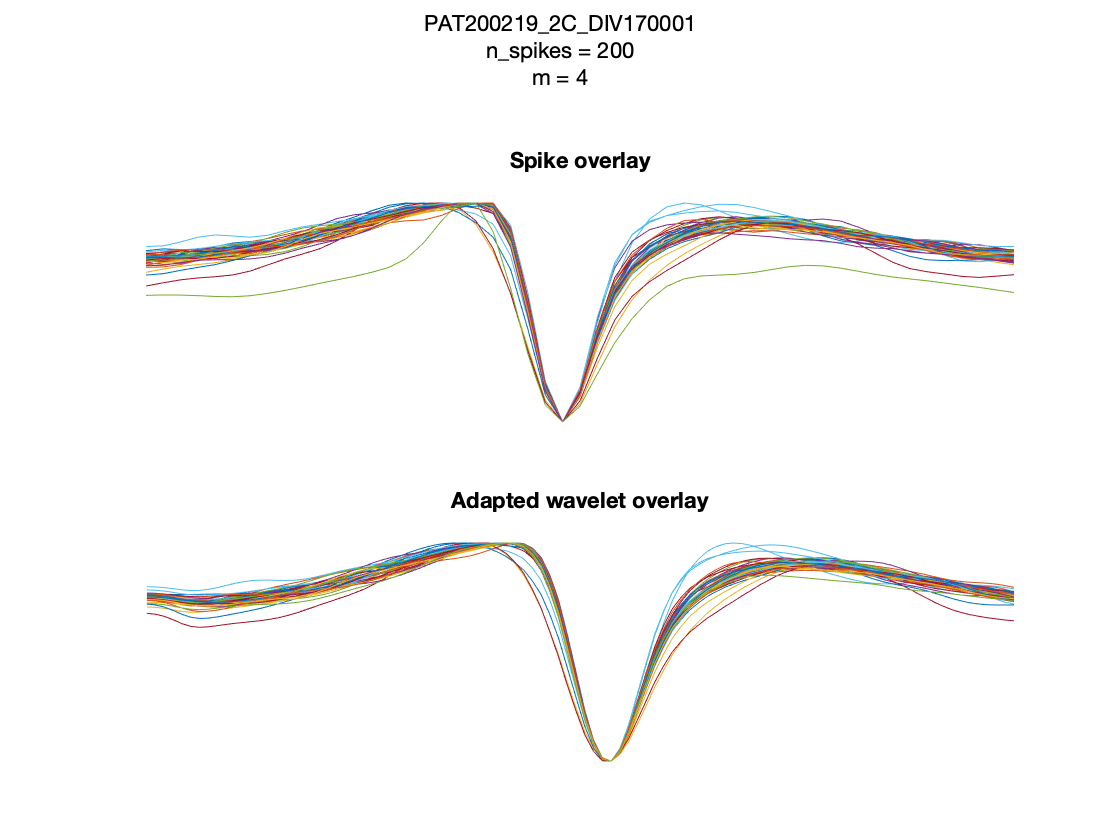 PAT200219_2C_DIV170001
n_spikes = 200
m = 4
Spike overlay
Adapted wavelet overlay